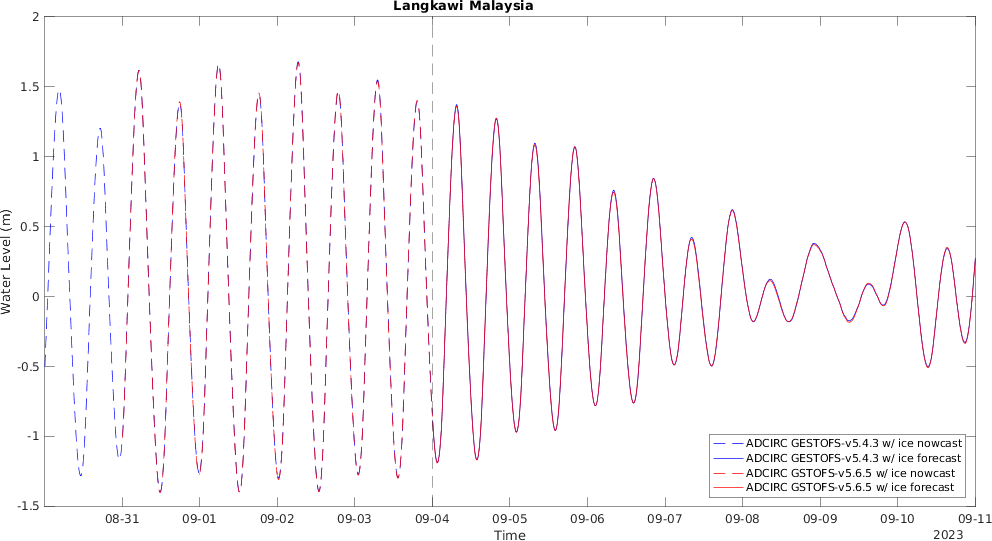 Langkawi Malaysia
2
1.5
1
0.5
0
-0.5
-1
-1.5
Water Level (m)
ADCIRC GESTOFS-v5.4.3 w/ ice nowcast
ADCIRC GESTOFS-v5.4.3 w/ ice forecast
ADCIRC GSTOFS-v5.6.5 w/ ice nowcast
ADCIRC GSTOFS-v5.6.5 w/ ice forecast
08-31 09-01 09-02 09-03 09-04 09-05 09-06 09-07 09-08 09-09 09-10 09-11
Time
2023